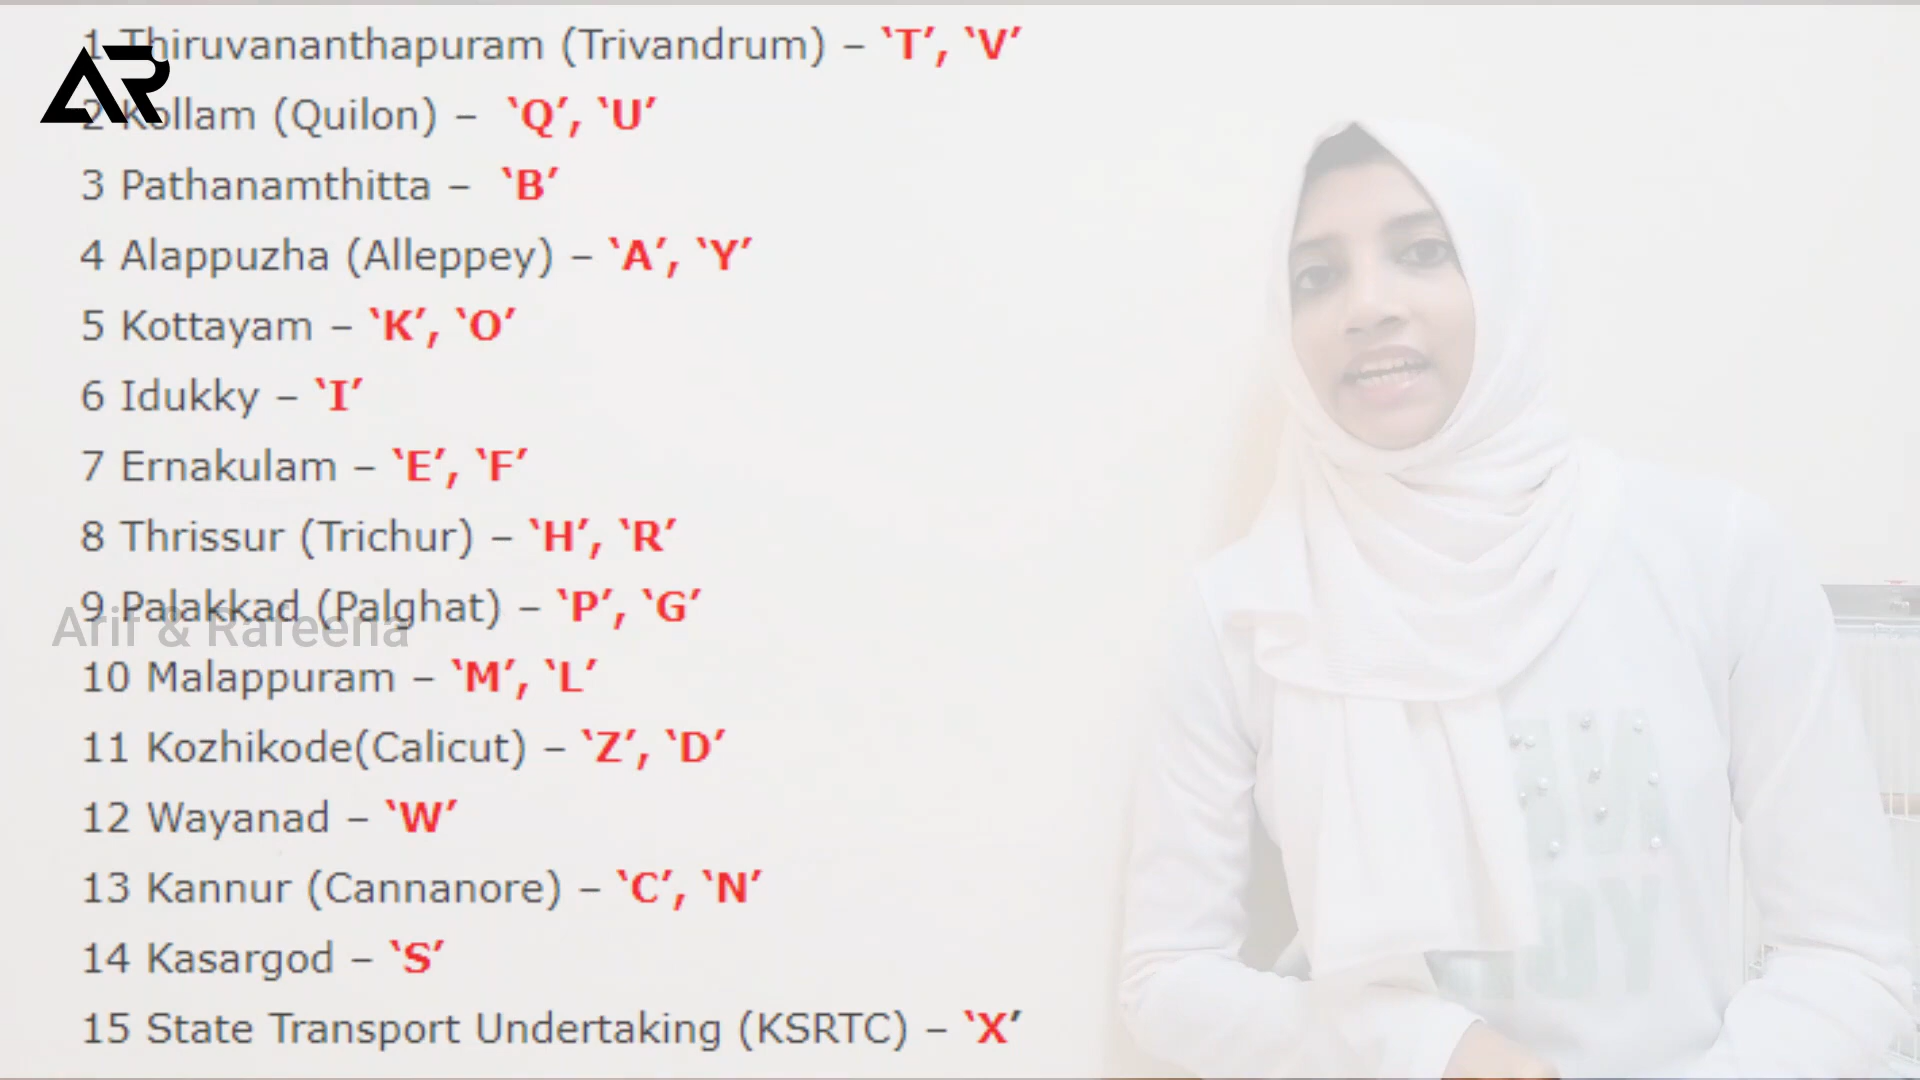 AR
1 Thiruvananthapuram (Trivandrum) – ‘T’, ‘V’
2 Kollam (Quilon) – ‘Q’, ‘U’
3 Pathanamthitta – ‘B’
4 Alappuzha (Alleppey) – ‘A’, ‘Y’
5 Kottayam – ‘K’, ‘O’
6 Idukky – ‘I’
7 Ernakulam – ‘E’, ‘F’
8 Thrissur (Trichur) – ‘H’, ‘R’
9 Palakkad (Palghat) – ‘P’, ‘G’
Arif & Rafeena
10 Malappuram – ‘M’, ‘L’
11 Kozhikode(Calicut) – ‘Z’, ‘D’
12 Wayanad – ‘W’
13 Kannur (Cannanore) – ‘C’, ‘N’
14 Kasargod – ‘S’
15 State Transport Undertaking (KSRTC) – ‘X’